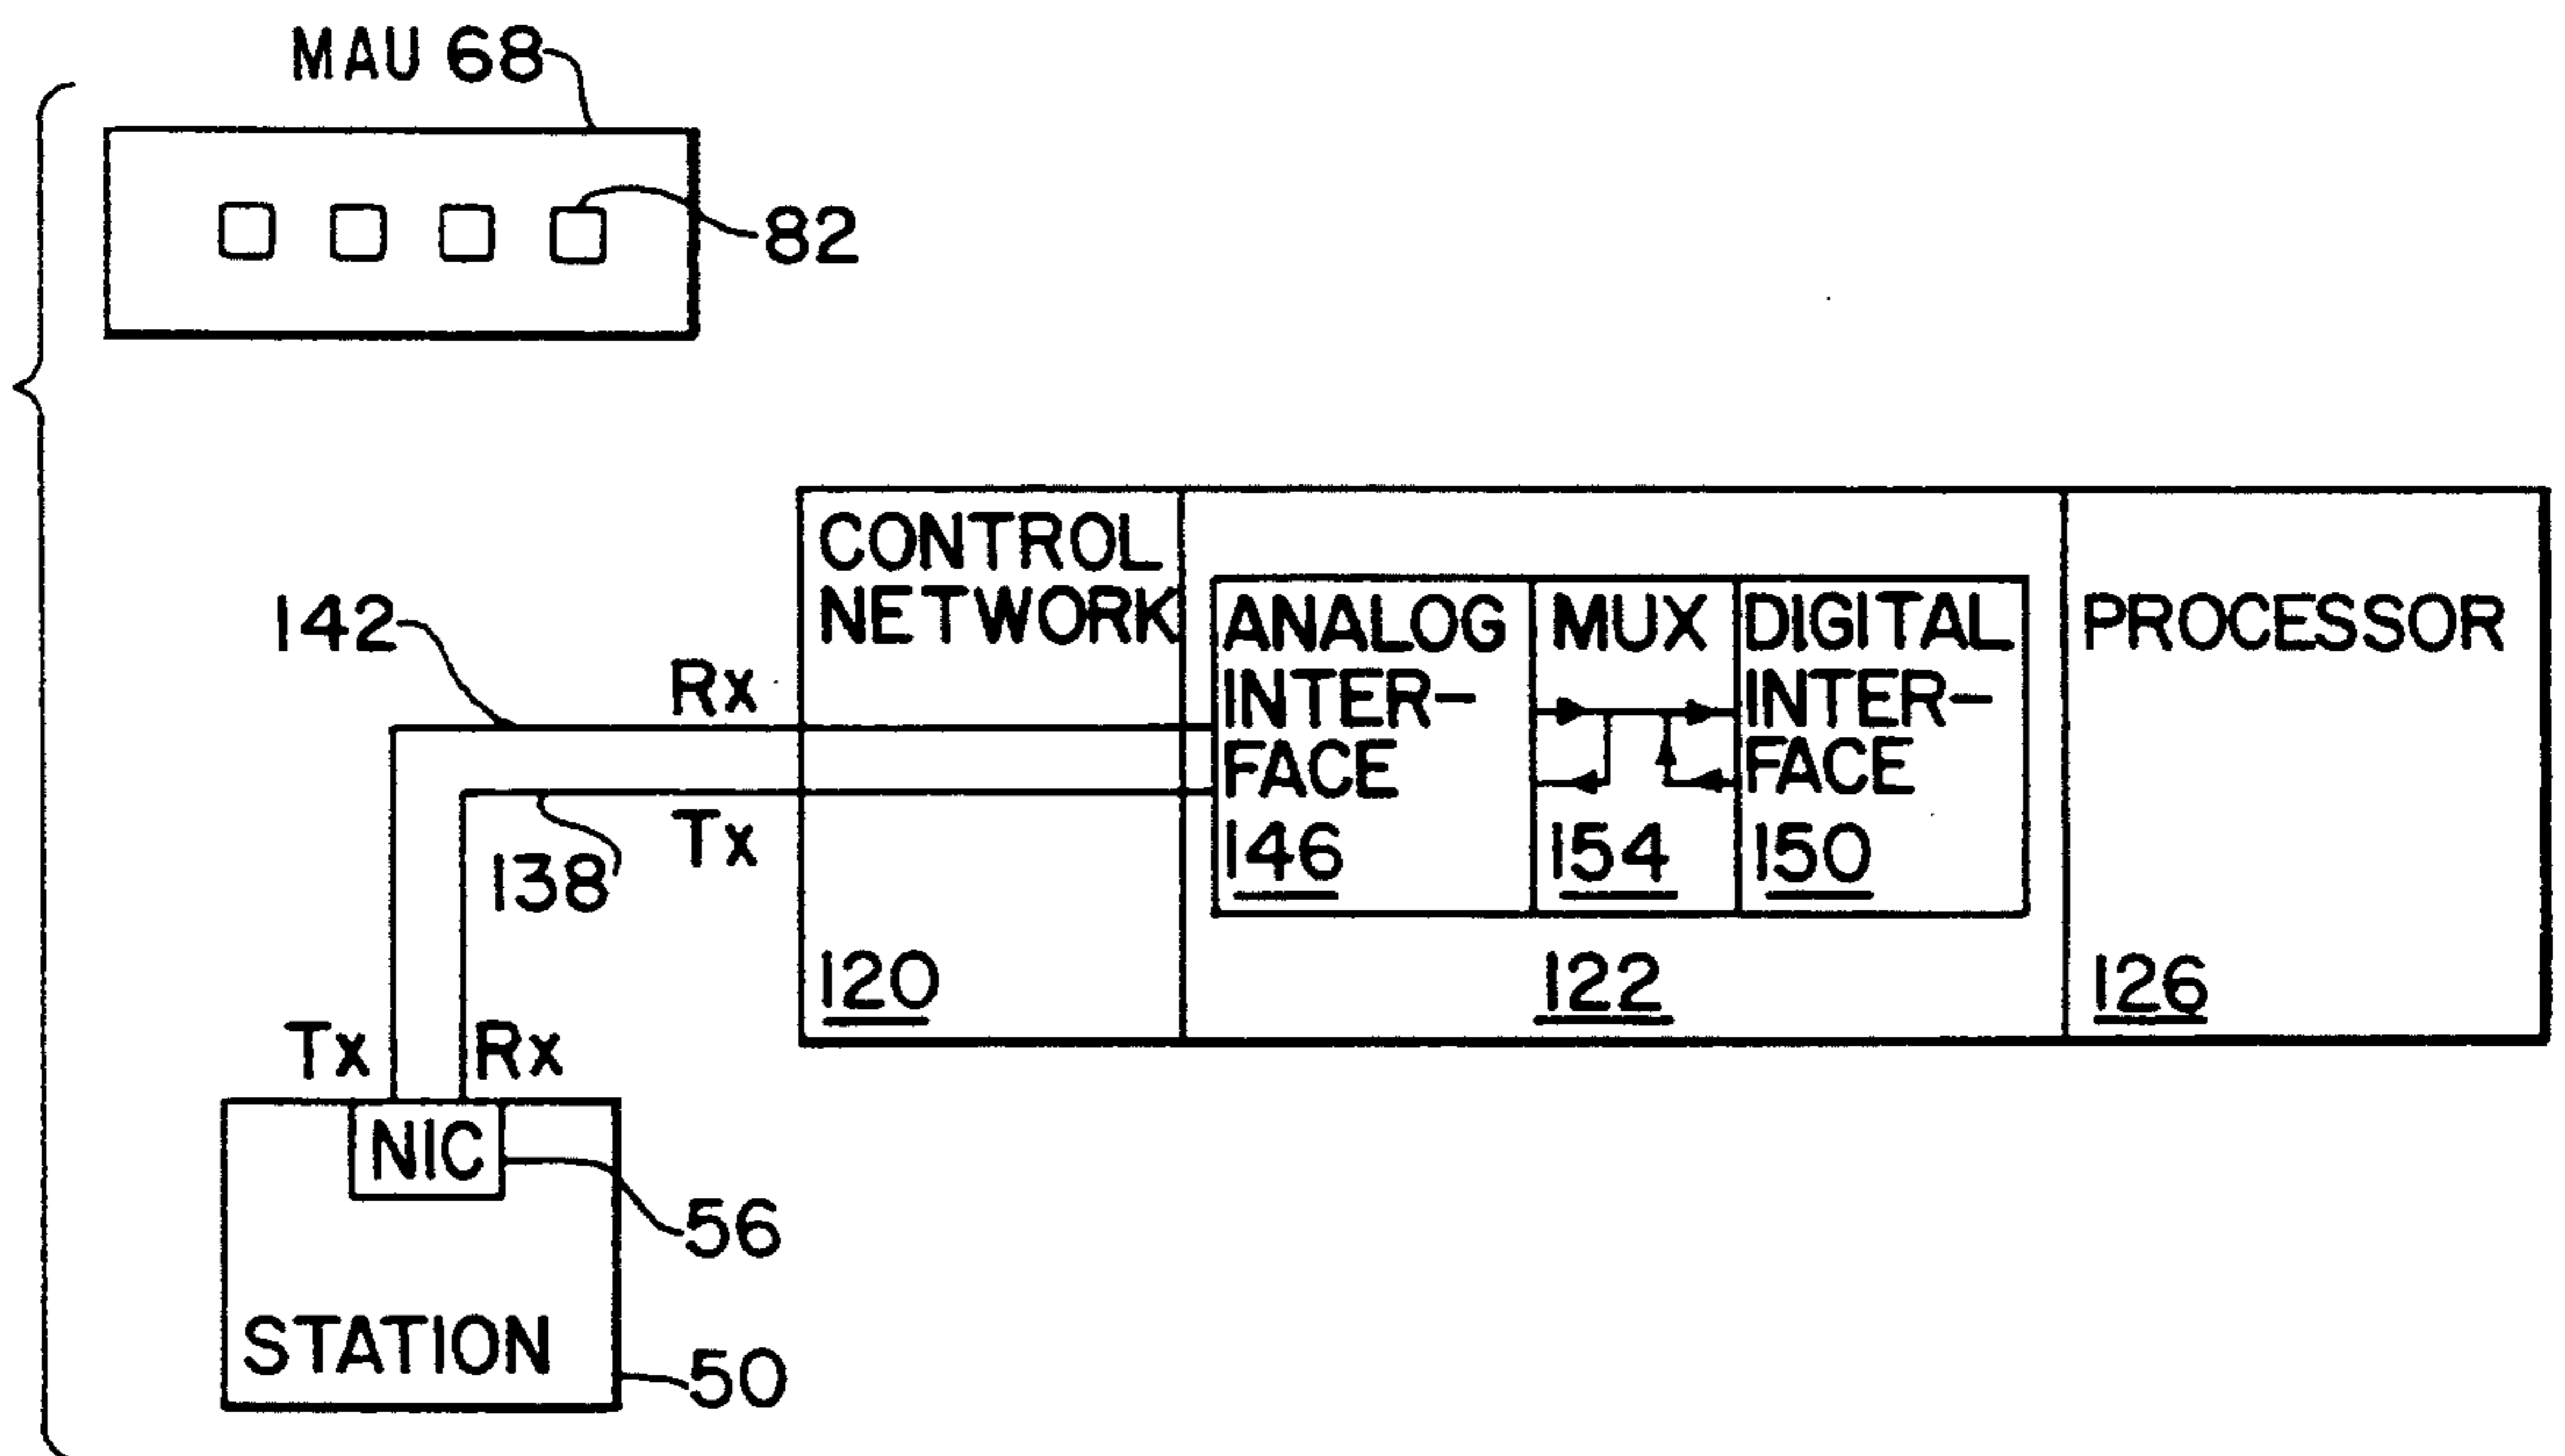 MAU 68
82
CONTROL
NETWORK
ANALOG
INTER-
FACE
146
MUX
154
DIGITAL
INTER-
FACE
150
PROCESSOR
142
Rx
138
Tx
120
122
126
Tx
Rx
NIC
56
STATION
50